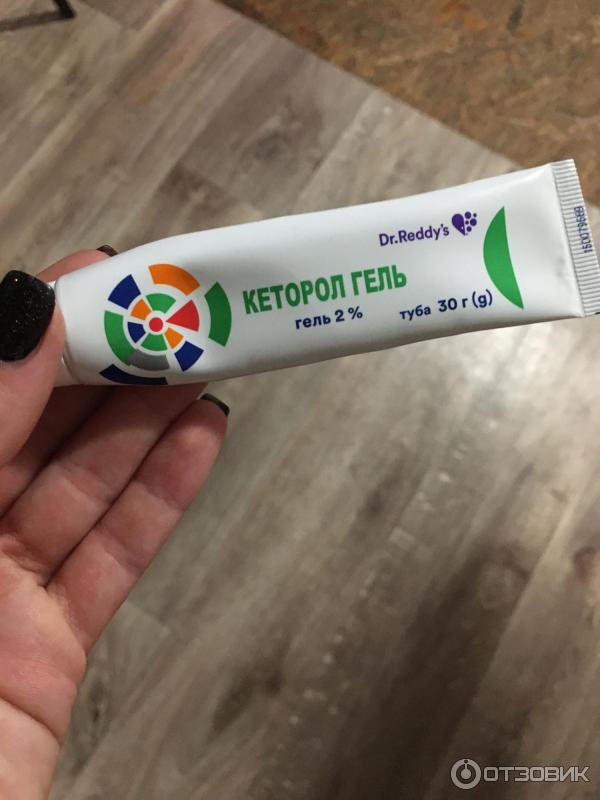 Dr.Reddy's
КЕТОРОЛ ГЕЛЬ
гель 2 %
туба 30 г (g)
ОТЗОВИК